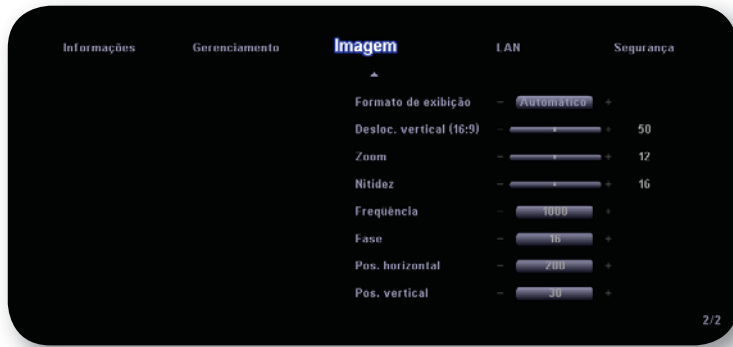 Informações Gerenciamento Imagem LAN Segurança
Formato de exibição - Automático +
Desloc. vertical (16:9) - + 50
Zoom - + 12
Nitidez - + 16
Freqüência - 1000 +
Fase - 16 +
Pos. horizontal - 200 +
Pos. vertical - 30 +
2/2